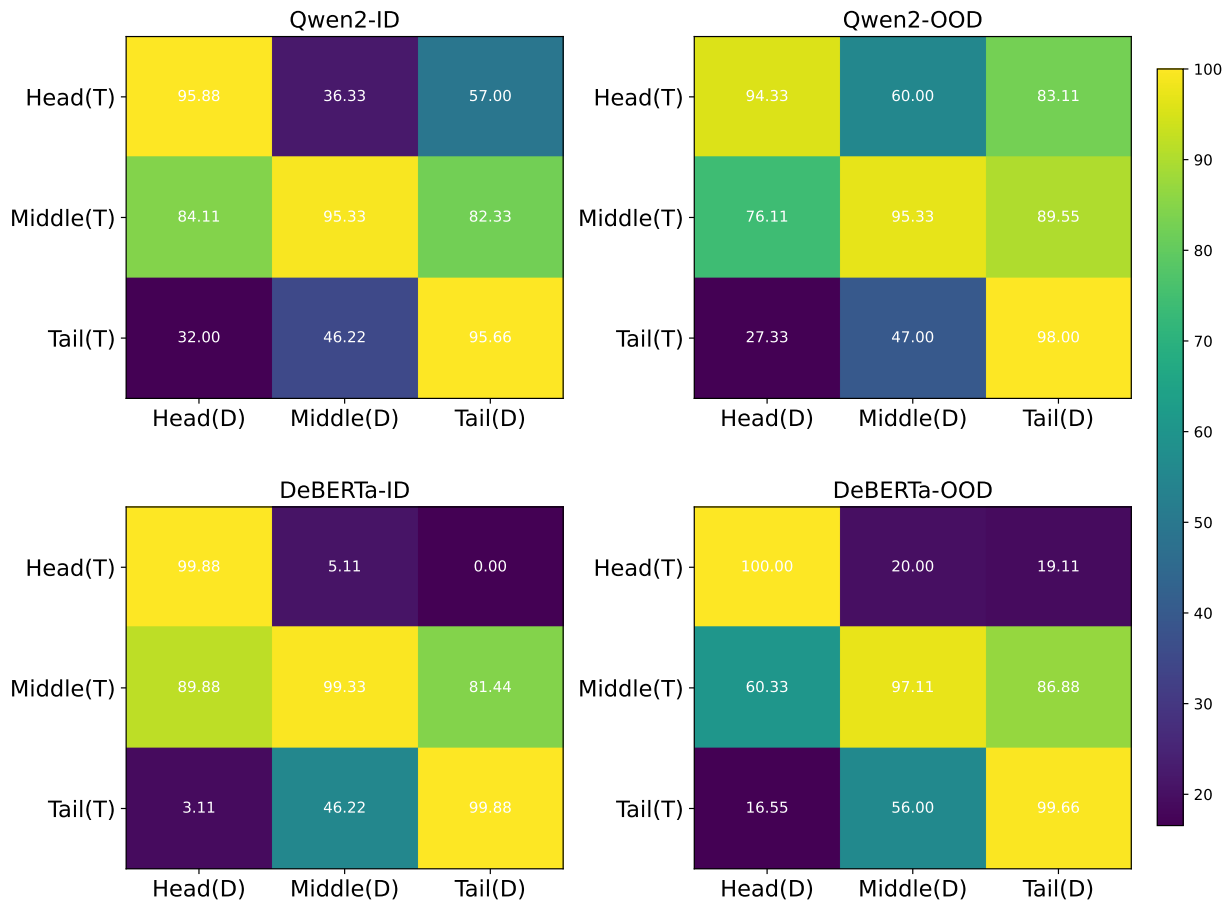 Qwen2-ID
Head(T) 95.88 36.33 57.00
Middle(T) 84.11 95.33 82.33
Tail(T) 32.00 46.22 95.66
Head(D) Middle(D) Tail(D)
Qwen2-OOD
Head(T) 94.33 60.00 83.11
Middle(T) 76.11 95.33 89.55
Tail(T) 27.33 47.00 98.00
Head(D) Middle(D) Tail(D)
DeBERTa-ID
Head(T) 99.88 5.11 0.00
Middle(T) 89.88 99.33 81.44
Tail(T) 3.11 46.22 99.88
Head(D) Middle(D) Tail(D)
DeBERTa-OOD
Head(T) 100.00 20.00 19.11
Middle(T) 60.33 97.11 86.88
Tail(T) 16.55 56.00 99.66
Head(D) Middle(D) Tail(D)
100
90
80
70
60
50
40
30
20